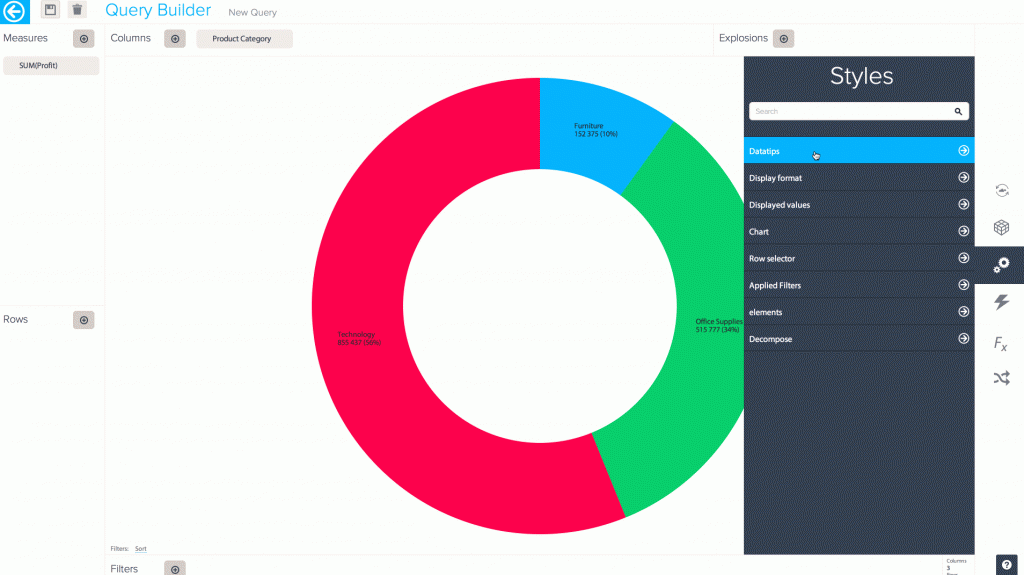 Query Builder
New Query
Measures
Columns
Product Category
Explosions
SUM(Profit)
Styles
Search
Furniture
152 375 (10%)
Datatips
Display format
Displayed values
Chart
Row selector
Applied Filters
elements
Decompose
Rows
Office Supplies
515 777 (34%)
Technology
855 437 (56%)
Fx
Filters:
Sort
Filters
Columns
3
?